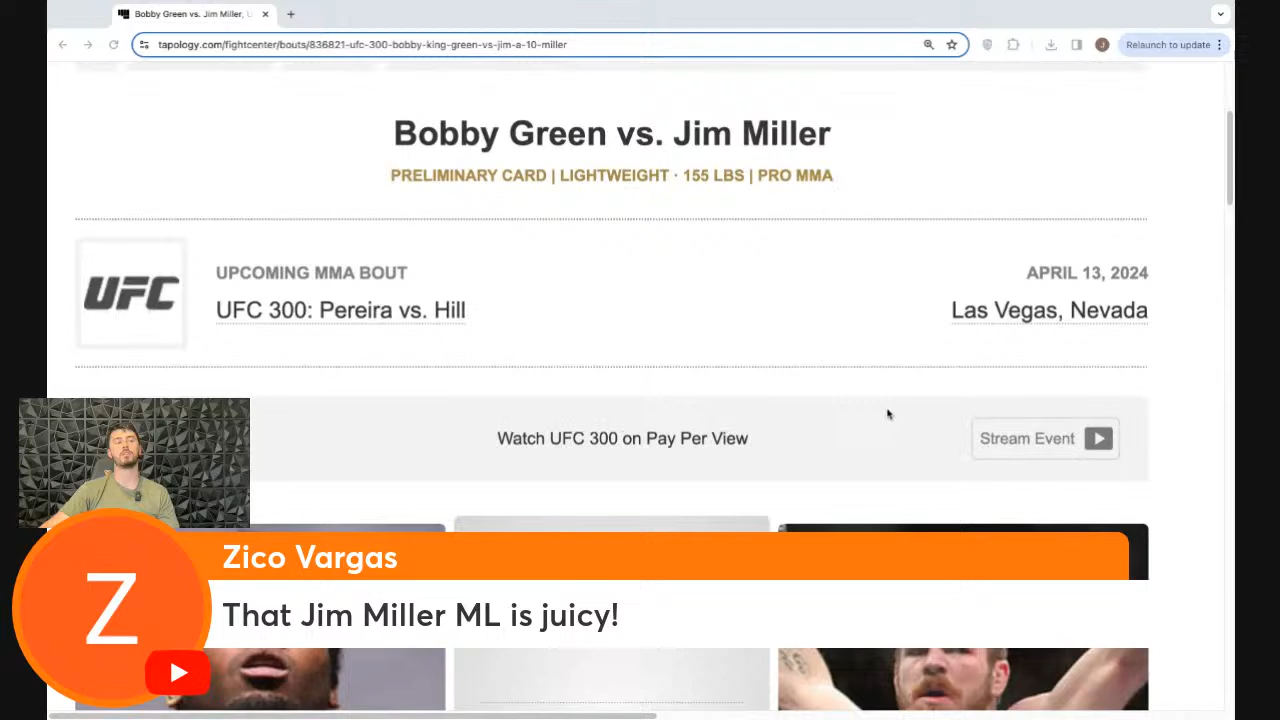 Bobby Green vs. Jim Miller, U
tapology.com/fightcenter/bouts/836821-ufc-300-bobby-king-green-vs-jim-a-10-miller
J
Relaunch to update
Bobby Green vs. Jim Miller
PRELIMINARY CARD | LIGHTWEIGHT · 155 LBS | PRO MMA
UFC
UPCOMING MMA BOUT
APRIL 13, 2024
UFC 300: Pereira vs. Hill
Las Vegas, Nevada
Watch UFC 300 on Pay Per View
Stream Event
Z
Zico Vargas
That Jim Miller ML is juicy!